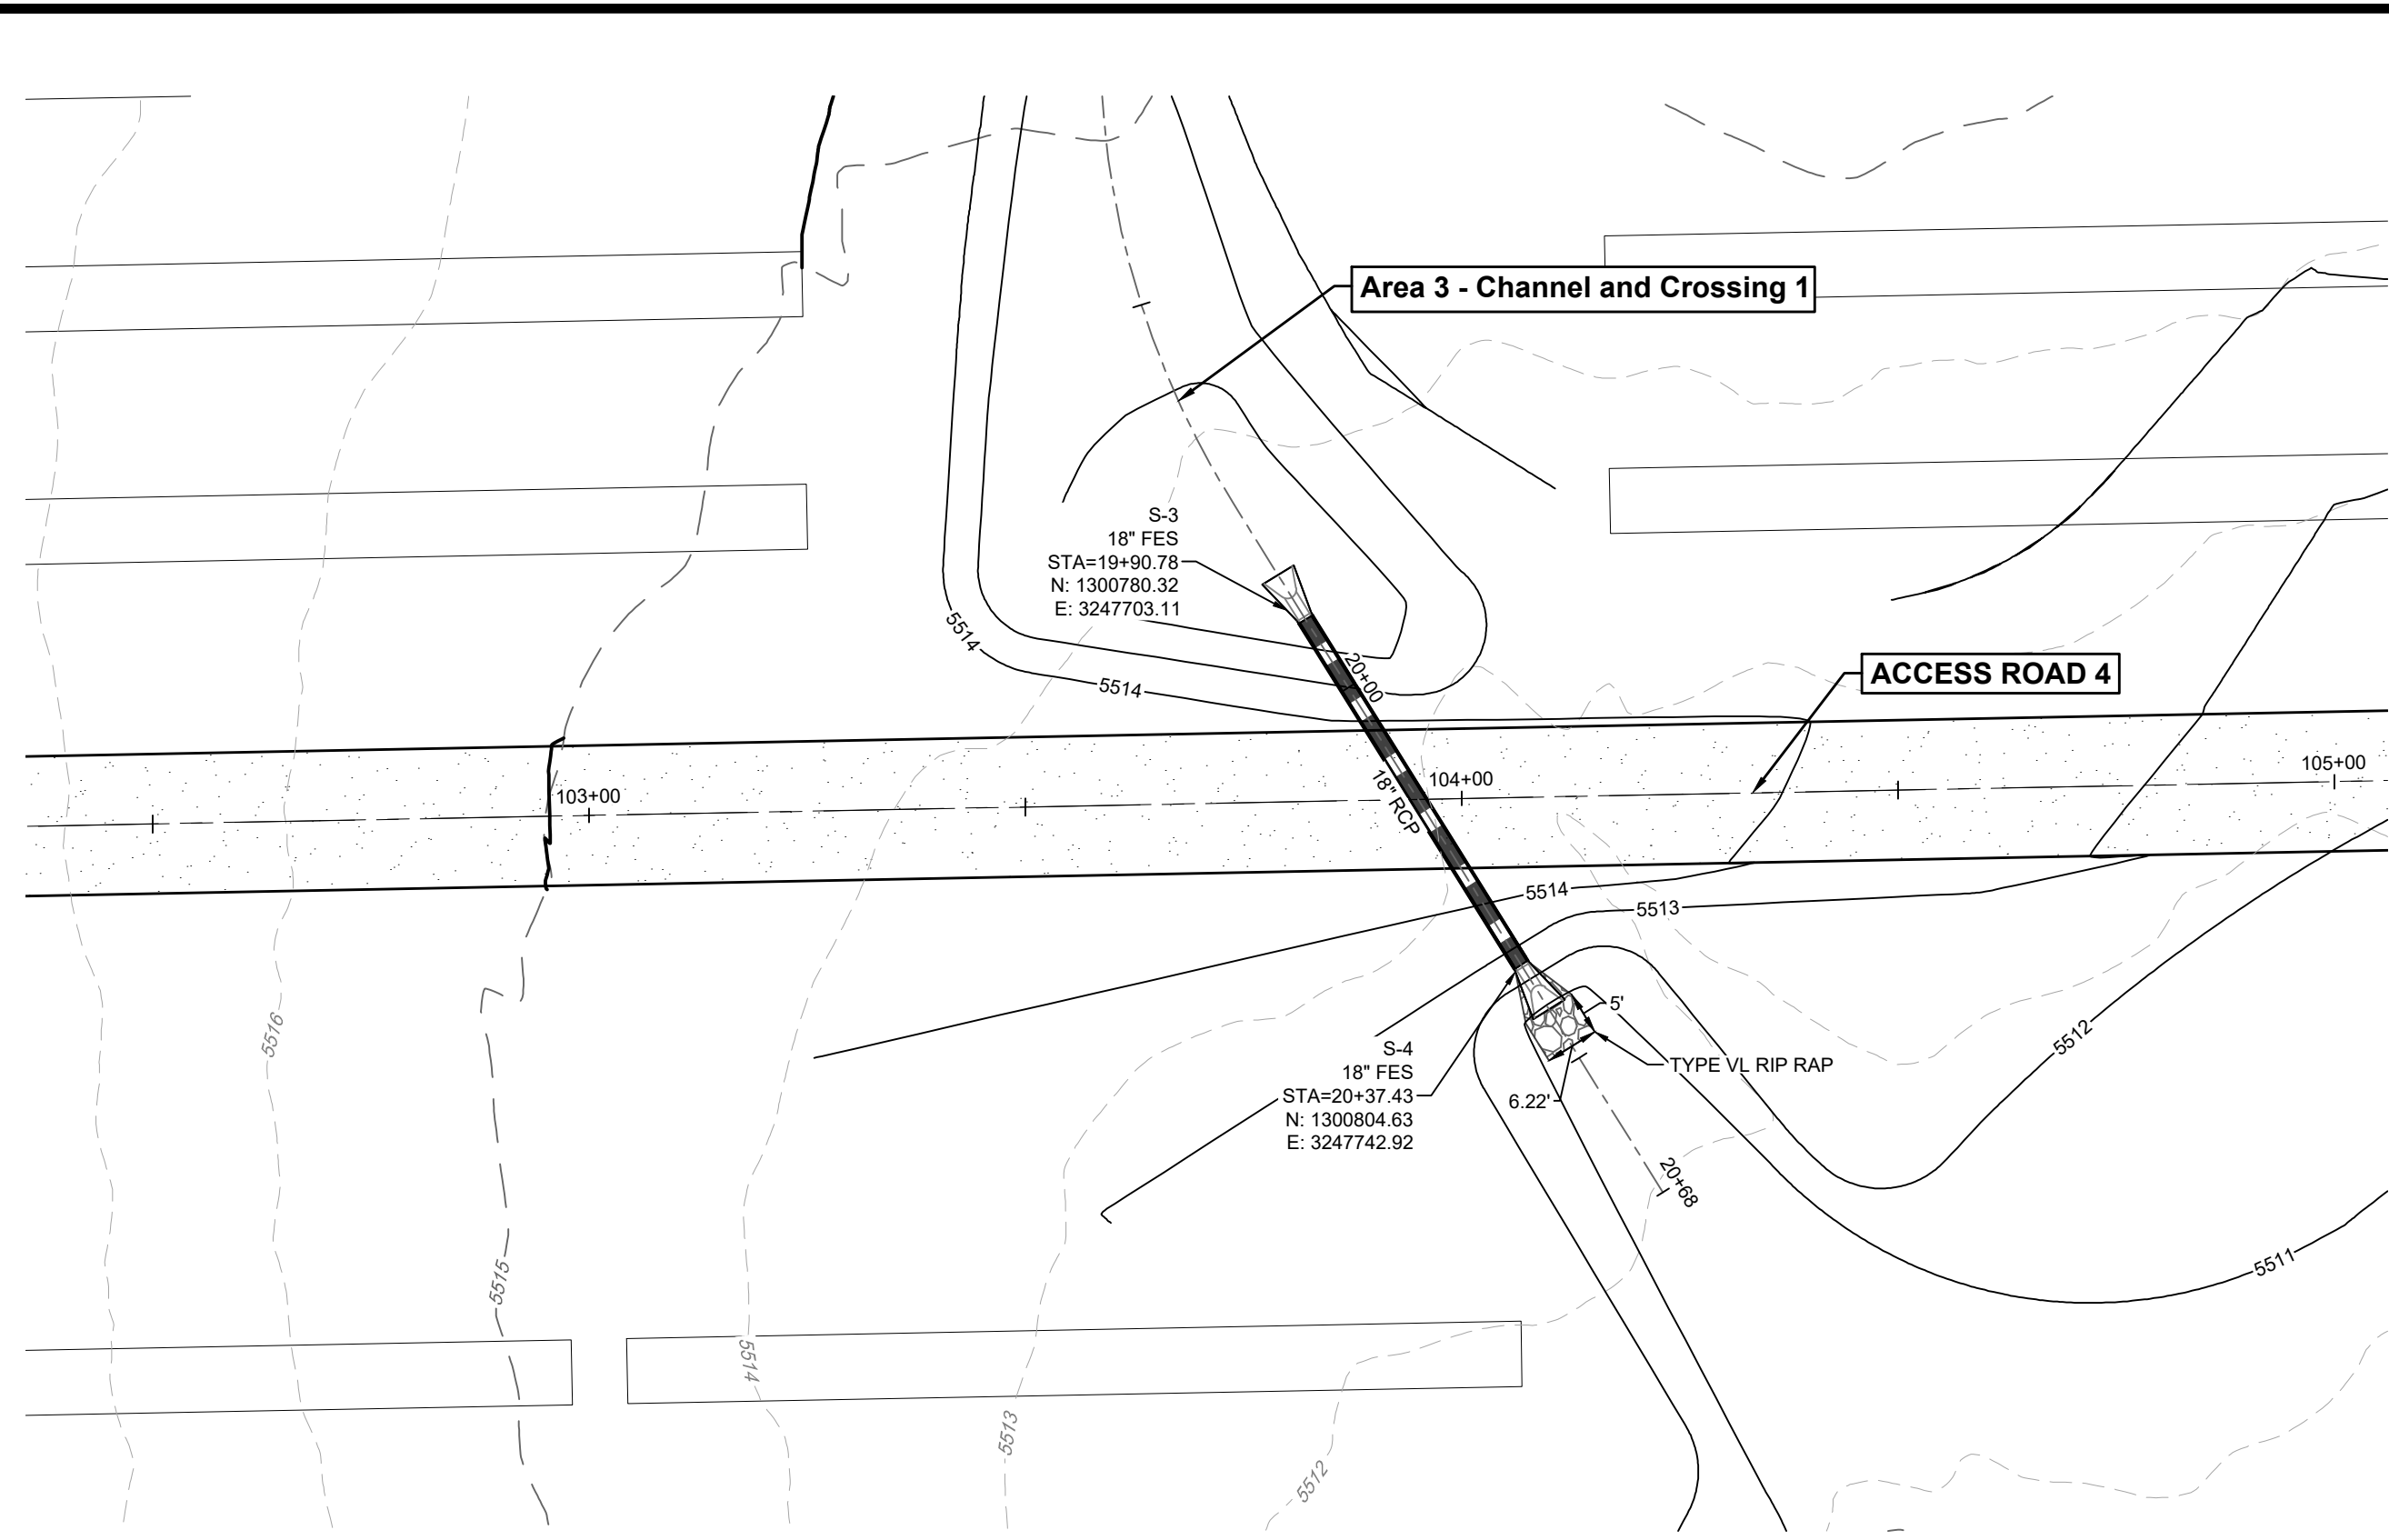 Area 3 - Channel and Crossing 1
S-3
18" FES
STA=19+90.78
N: 1300780.32
E: 3247703.11
5514
5514
20+00
ACCESS ROAD 4
103+00
104+00
105+00
18" RCP
5514
5513
5'
S-4
18" FES
STA=20+37.43
N: 1300804.63
E: 3247742.92
TYPE VL RIP RAP
6.22'
5512
5516
20+68
5511
5515
5514
5513
5512